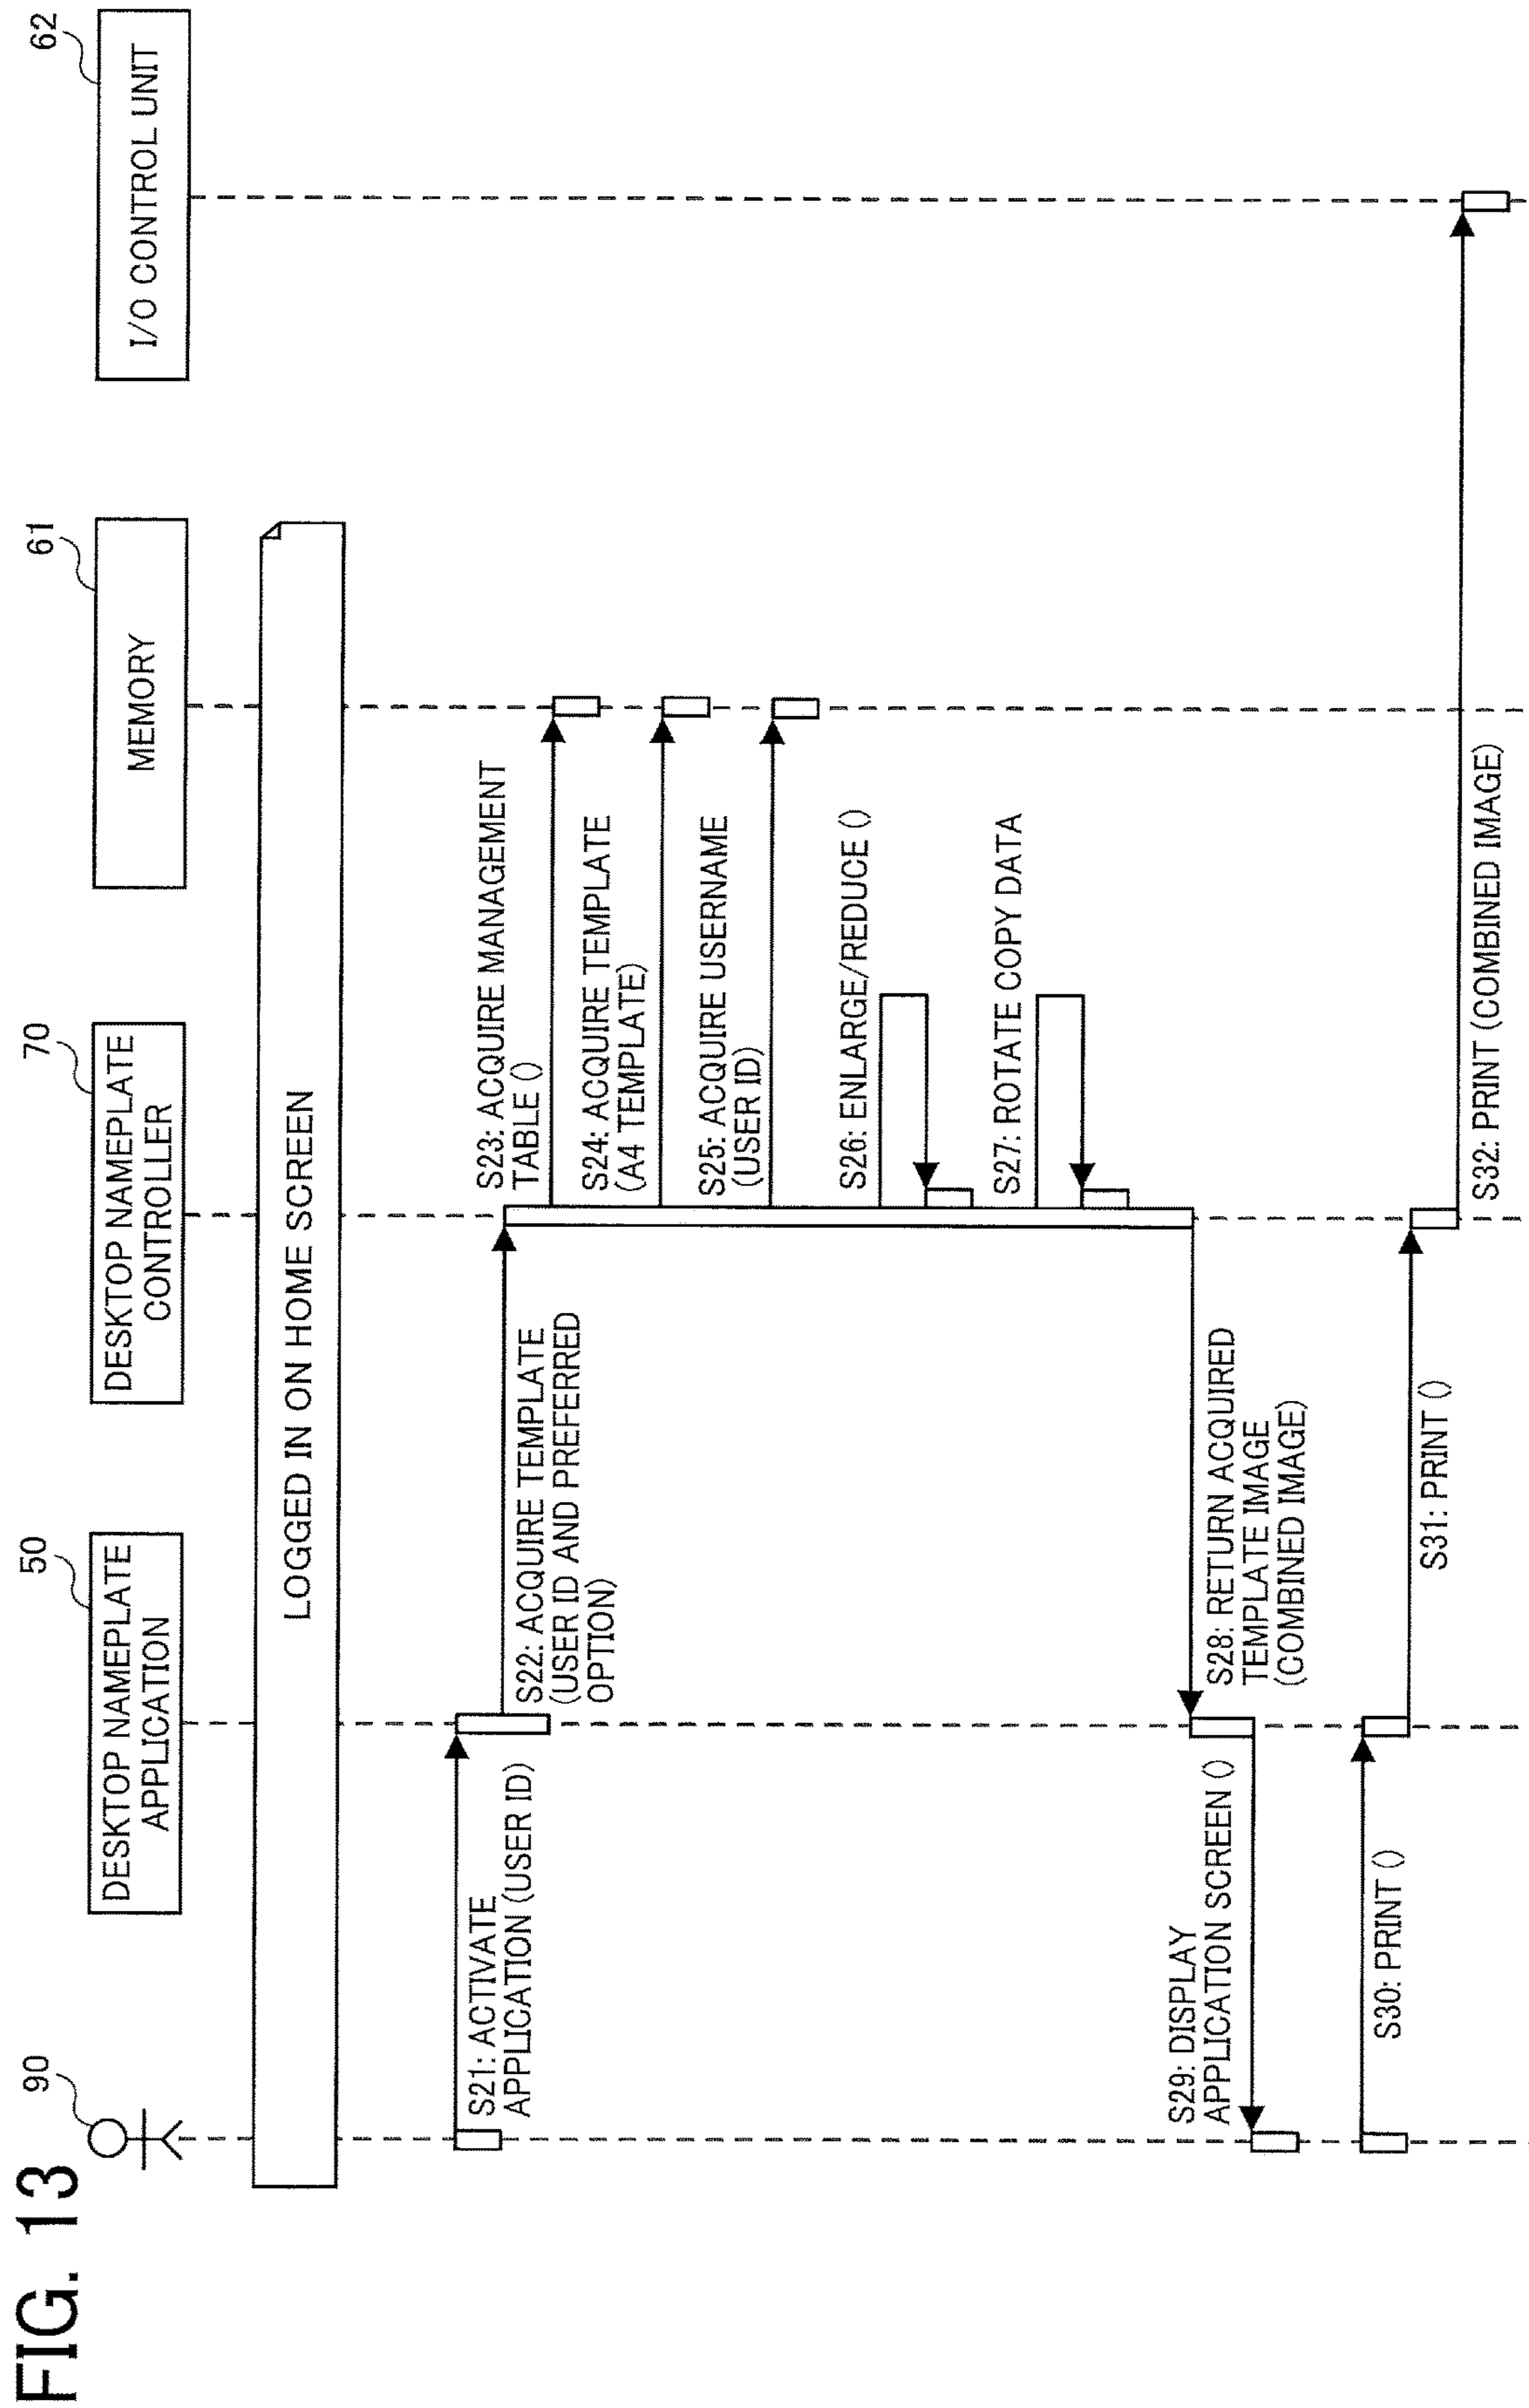 FIG. 13
90
50
70
61
62
DESKTOP NAMEPLATE
APPLICATION
DESKTOP NAMEPLATE
CONTROLLER
MEMORY
I/O CONTROL UNIT
LOGGED IN ON HOME SCREEN
S21: ACTIVATE
APPLICATION (USER ID)
S22: ACQUIRE TEMPLATE
(USER ID AND PREFERRED
OPTION)
S23: ACQUIRE MANAGEMENT
TABLE ()
S24: ACQUIRE TEMPLATE
(A4 TEMPLATE)
S25: ACQUIRE USERNAME
(USER ID)
S26: ENLARGE/REDUCE ()
S27: ROTATE COPY DATA
S28: RETURN ACQUIRED
TEMPLATE IMAGE
(COMBINED IMAGE)
S29: DISPLAY
APPLICATION SCREEN ()
S30: PRINT ()
S31: PRINT ()
S32: PRINT (COMBINED IMAGE)